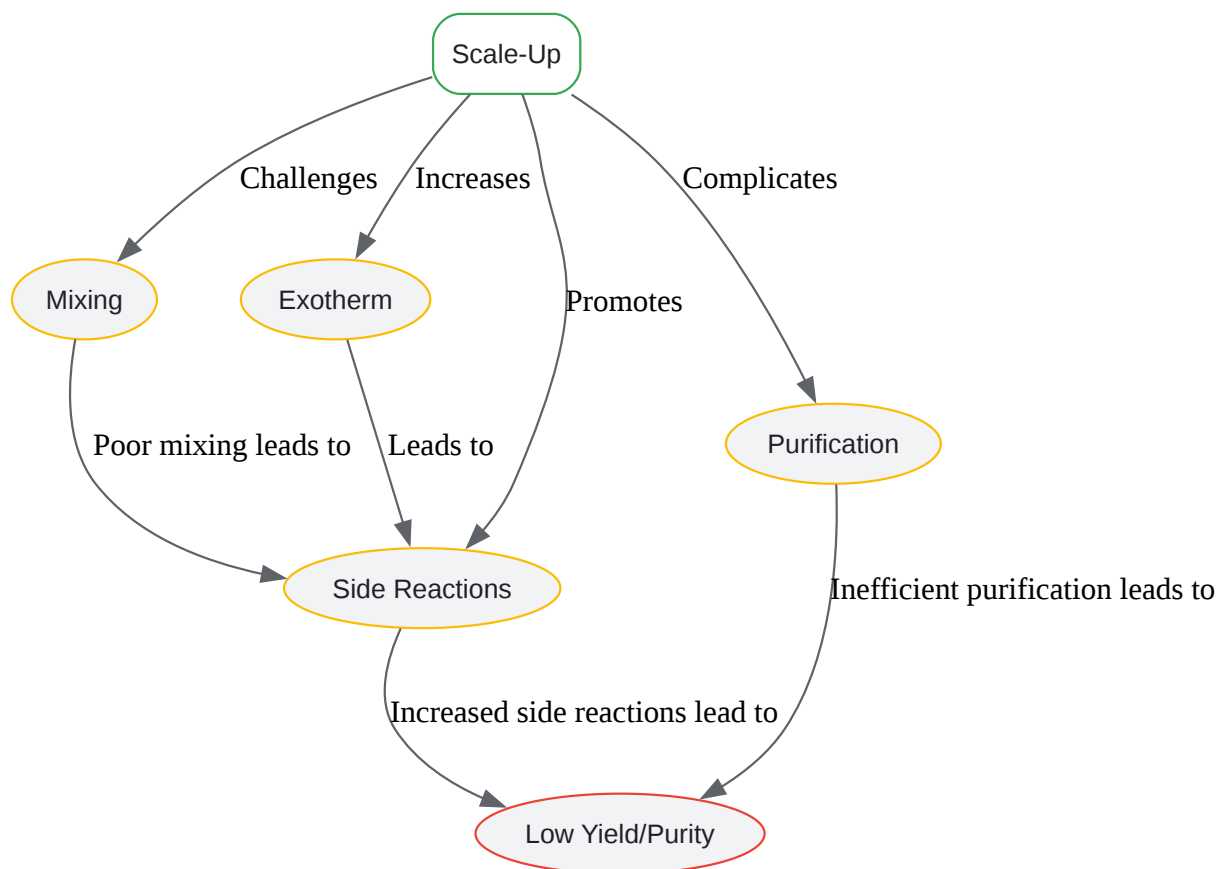 Scale-Up
Challenges
Increases
Complicates
Mixing
Exotherm
Promotes
Poor mixing leads to
Leads to
Purification
Side Reactions
Inefficient purification leads to
Increased side reactions lead to
Low Yield/Purity